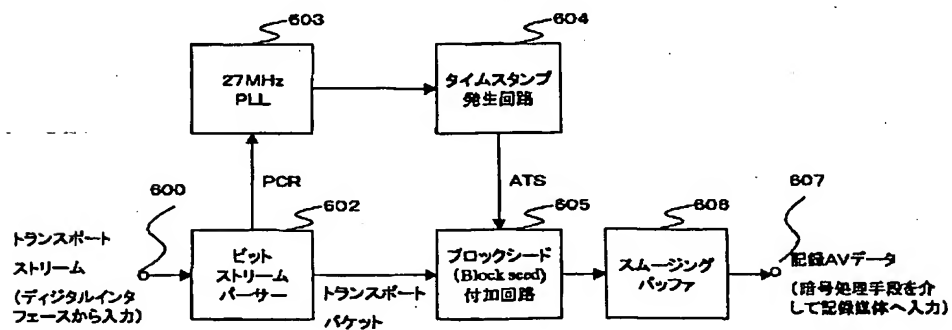 603
604
27MHz
PLL
タイムスタンプ
発生回路
600
PCR
602
ATS
605
606
607
トランスポート
ストリーム
(ディジタルインタ
フェースから入力)
ビット
ストリーム
パーサー
トランスポート
パケット
ブロックシード
(Block seed)
付加回路
スムージング
バッファ
記録AVデータ
(暗号処理手段を介
して記録媒体へ入力)